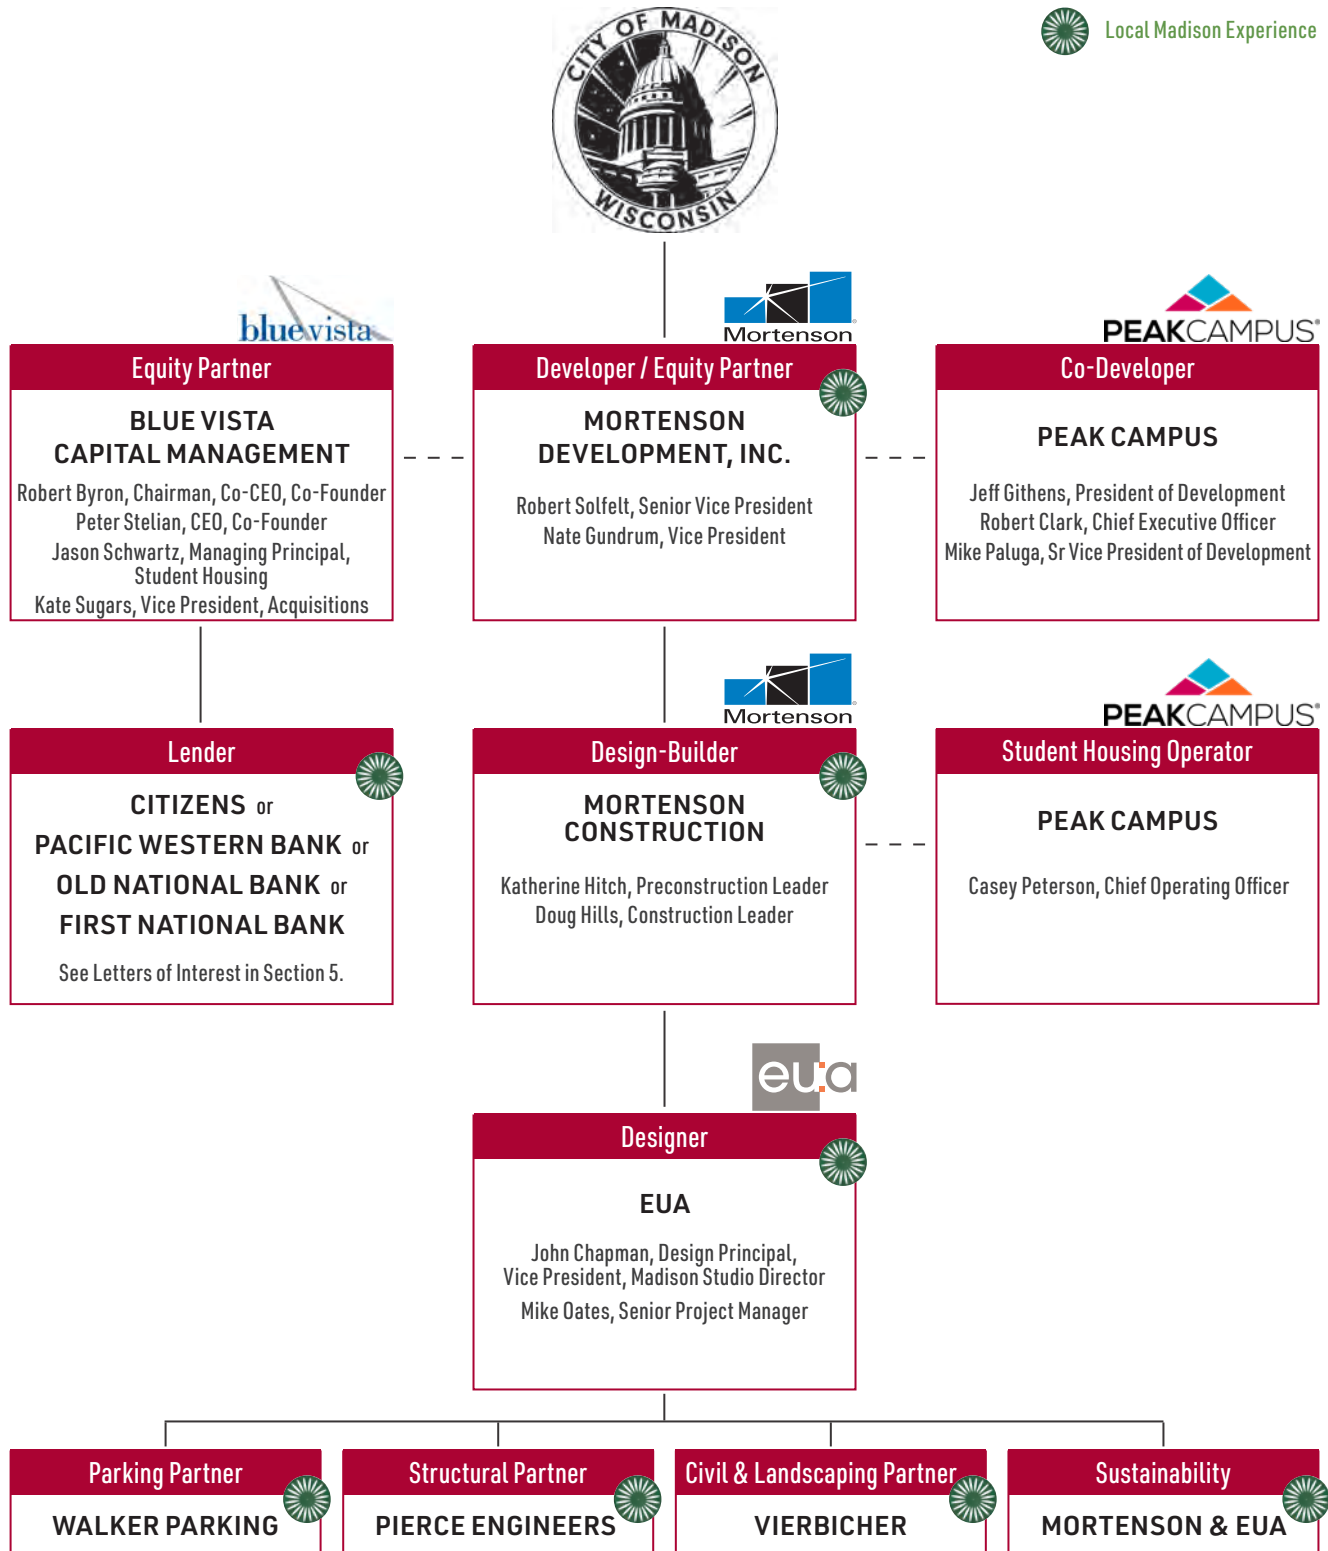 CITY OF MADISON
WISCONSIN
Local Madison Experience
bluevista
Mortenson
PEAKCAMPUS
Equity Partner
BLUE VISTA
CAPITAL MANAGEMENT
Robert Byron, Chairman, Co-CEO, Co-Founder
Peter Stelian, CEO, Co-Founder
Jason Schwartz, Managing Principal,
Student Housing
Kate Sugars, Vice President, Acquisitions
Developer / Equity Partner
MORTENSON
DEVELOPMENT, INC.
Robert Solfelt, Senior Vice President
Nate Gundrum, Vice President
Co-Developer
PEAK CAMPUS
Jeff Githens, President of Development
Robert Clark, Chief Executive Officer
Mike Paluga, Sr Vice President of Development
Mortenson
PEAKCAMPUS
Lender
CITIZENS or
PACIFIC WESTERN BANK or
OLD NATIONAL BANK or
FIRST NATIONAL BANK
See Letters of Interest in Section 5.
Design-Builder
MORTENSON
CONSTRUCTION
Katherine Hitch, Preconstruction Leader
Doug Hills, Construction Leader
Student Housing Operator
PEAK CAMPUS
Casey Peterson, Chief Operating Officer
eu:a
Designer
EUA
John Chapman, Design Principal,
Vice President, Madison Studio Director
Mike Oates, Senior Project Manager
Parking Partner
WALKER PARKING
Structural Partner
PIERCE ENGINEERS
Civil & Landscaping Partner
VIERBICHER
Sustainability
MORTENSON & EUA